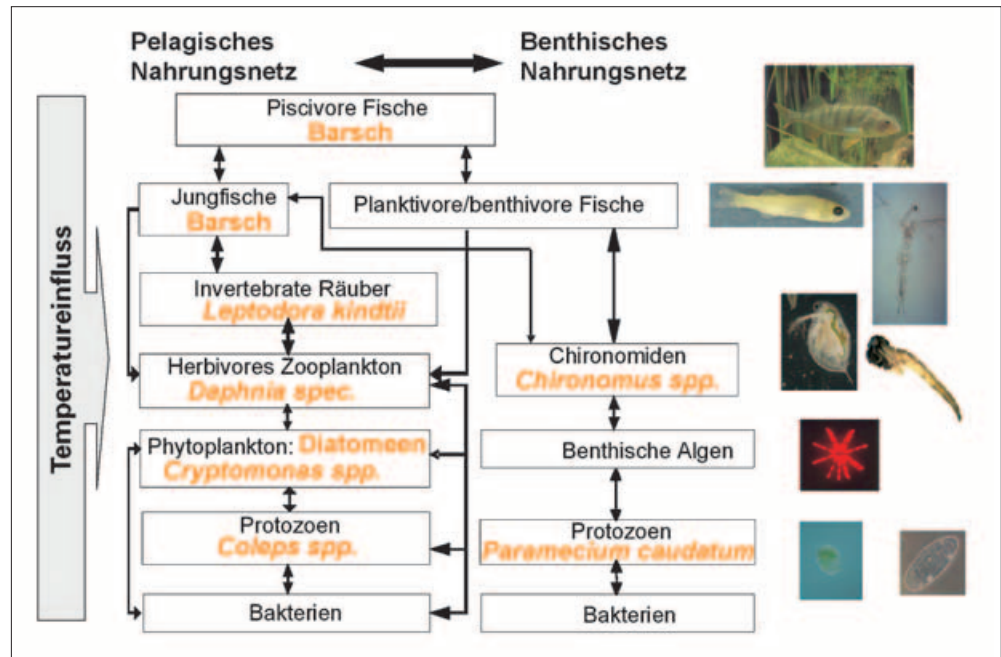 Pelagisches
Nahrungsnetz
Benthisches
Nahrungsnetz
Temperatureinfluss
Piscivore Fische
Barsch
Jungfische
Barsch
Planktivore/benthivore Fische
Invertebrate Räuber
Leptodora kindtii
Herbivores Zooplankton
Daphnia spec.
Chironomiden
Chironomus spp.
Phytoplankton: Diatomeen
Cryptomonas spp.
Benthische Algen
Protozoen
Coleps spp.
Protozoen
Paramecium caudatum
Bakterien
Bakterien